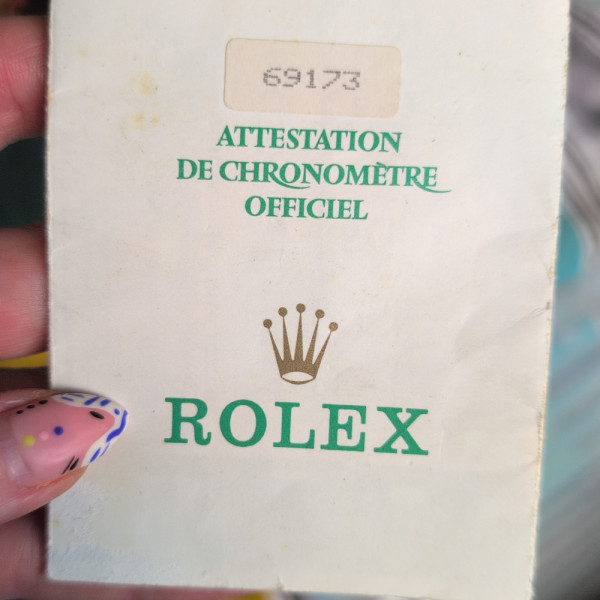 69173
ATTESTATION
DE CHRONOMÈTRE
OFFICIEL
ROLEX